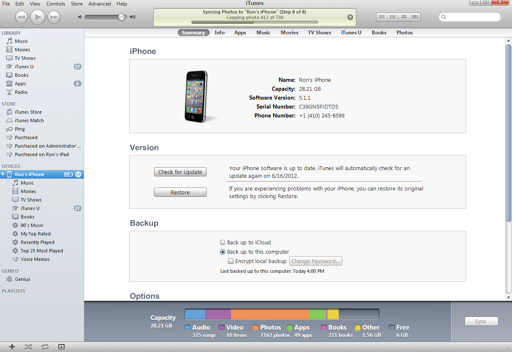 iTunes
File Edit View Controls Store Advanced Help
Syncing Photos to "Ron's iPhone" (Step 8 of 8)
Copying photo 412 of 734
Summary Info Apps Music Movies TV Shows iTunes U Books Photos
LIBRARY
Music
Movies
TV Shows
iTunes U 27
Books
Apps
Radio
STORE
iTunes Store
iTunes Match
Ping
Purchased
Purchased on Administrator'...
Purchased on Ron's iPad
DEVICES
Ron's iPhone
Music
Movies
TV Shows
iTunes U
Books
90's Music
My Top Rated
Recently Played
Top 25 Most Played
Voice Memos
GENIUS
Genius
PLAYLISTS
iPhone
Name: Ron's iPhone
Capacity: 28.21 GB
Software Version: 5.1.1
Serial Number: C39GN5PJDTD5
Phone Number: +1 (410) 245-8599
Version
Check for Update
Your iPhone software is up to date. iTunes will automatically check for an
update again on 6/16/2012.
Restore
If you are experiencing problems with your iPhone, you can restore its original
settings by clicking Restore.
Backup
Back up to iCloud
Back up to this computer
Encrypt local backup Change Password...
Last backed up to this computer: Today 4:00 PM
Options
Capacity
28.21 GB
Audio
325 songs
Video
16 items
Photos
7162 photos
Apps
49 apps
Books
211 books
Other
1.56 GB
Free
6 GB
Sync